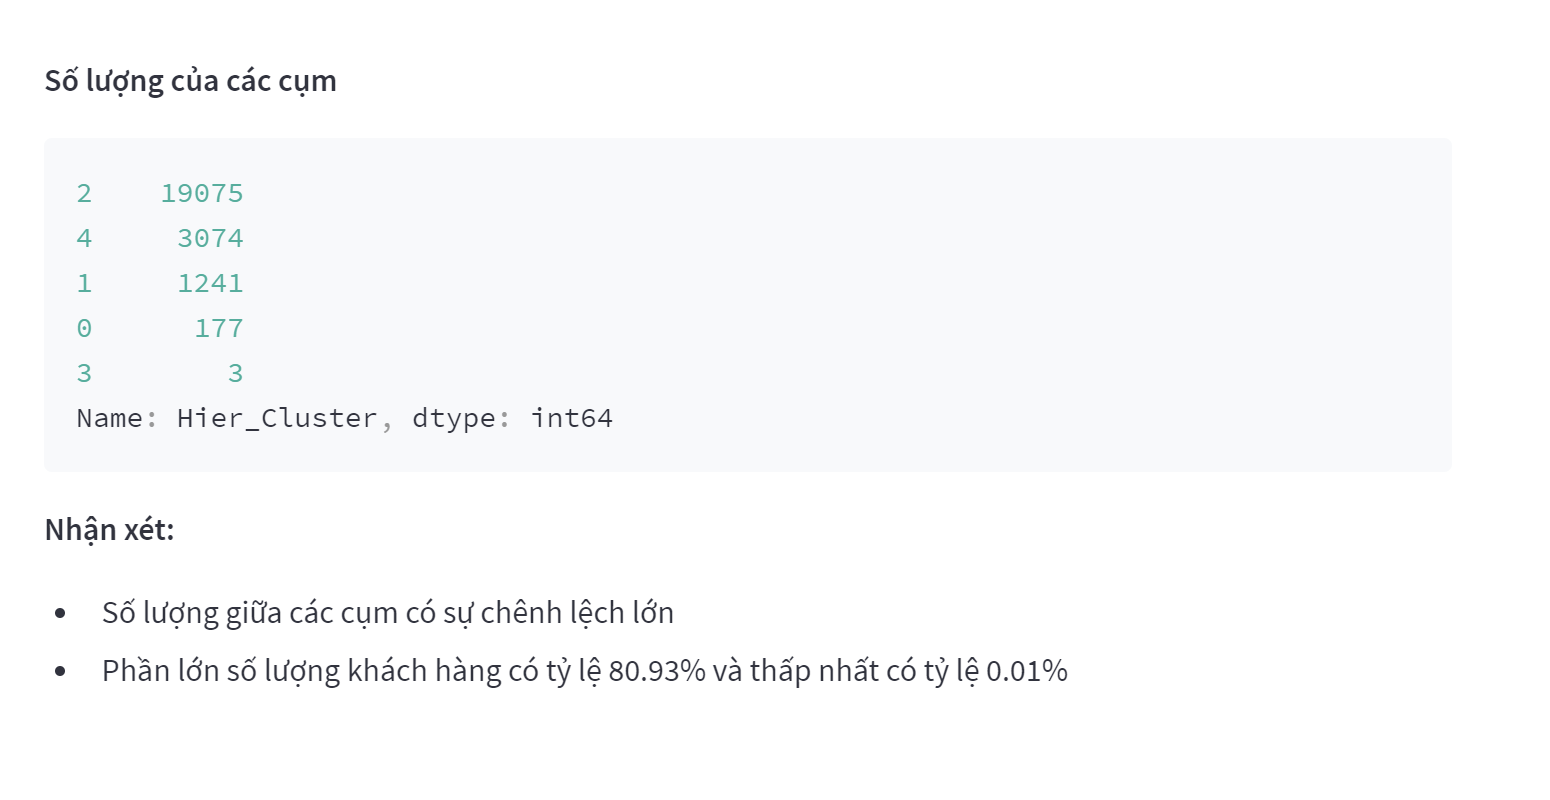 Số lượng của các cụm
2    19075
4     3074
1     1241
0      177
3        3
Name: Hier_Cluster, dtype: int64
Nhận xét:
• Số lượng giữa các cụm có sự chênh lệch lớn
• Phần lớn số lượng khách hàng có tỷ lệ 80.93% và thấp nhất có tỷ lệ 0.01%